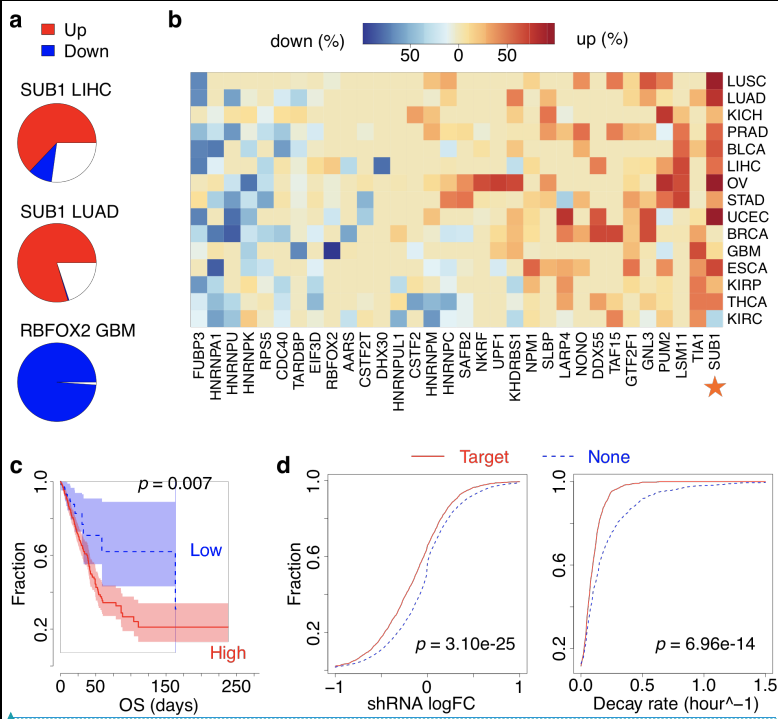 a
Up
Down
SUB1 LIHC
SUB1 LUAD
RBFOX2 GBM
b
down (%)
50
0
50
up (%)
LUSC
LUAD
KICH
PRAD
BLCA
LIHC
OV
STAD
UCEC
BRCA
GBM
ESCA
KIRP
THCA
KIRC
FUBP3
HNRNPA1
HNRNPU
HNRNPK
RPS5
CDC40
TARDBP
EIF3D
RBFOX2
AARS
CSTF2T
DHX30
HNRNPUL1
CSTF2
HNRNPM
HNRNPC
SAFB2
NKRF
UPF1
KHDRBS1
NPM1
SLBP
LARP4
NONO
DDX55
TAF15
GTF2F1
GNL3
PUM2
LSM11
TIA1
SUB1
c
p = 0.007
Low
High
Fraction
1.0
0.6
0.2
0
50
150
250
OS (days)
d
Target
None
Fraction
1.0
0.6
0.2
p = 3.10e-25
−1
0
1
shRNA logFC
1.0
0.6
0.2
p = 6.96e-14
0.0
0.5
1.0
1.5
Decay rate (hour^−1)